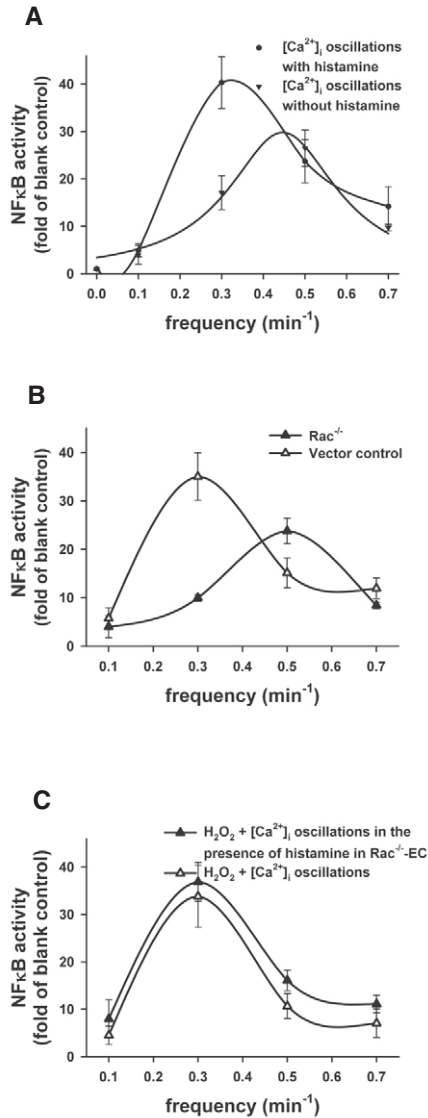 A
[Ca²⁺]ᵢ oscillations
with histamine
[Ca²⁺]ᵢ oscillations
without histamine
NFκB activity
(fold of blank control)
40
30
20
10
0
0.0 0.1 0.2 0.3 0.4 0.5 0.6 0.7
frequency (min⁻¹)
B
Rac⁻/⁻
Vector control
NFκB activity
(fold of blank control)
40
30
20
10
0
0.1 0.2 0.3 0.4 0.5 0.6 0.7
frequency (min⁻¹)
C
H₂O₂ + [Ca²⁺]ᵢ oscillations in the
presence of histamine in Rac⁻/⁻-EC
H₂O₂ + [Ca²⁺]ᵢ oscillations
NFκB activity
(fold of blank control)
40
30
20
10
0
0.1 0.2 0.3 0.4 0.5 0.6 0.7
frequency (min⁻¹)